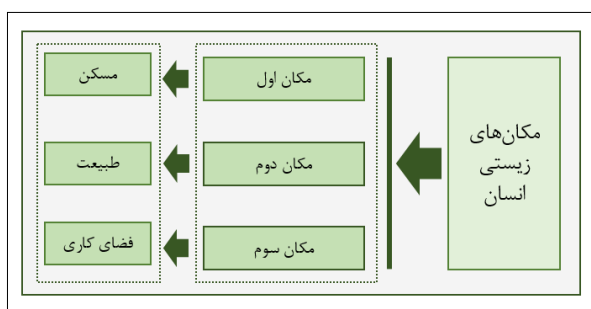 مکان‌های
زیستی
انسان
مکان اول
مسکن
مکان دوم
طبیعت
مکان سوم
فضای کاری